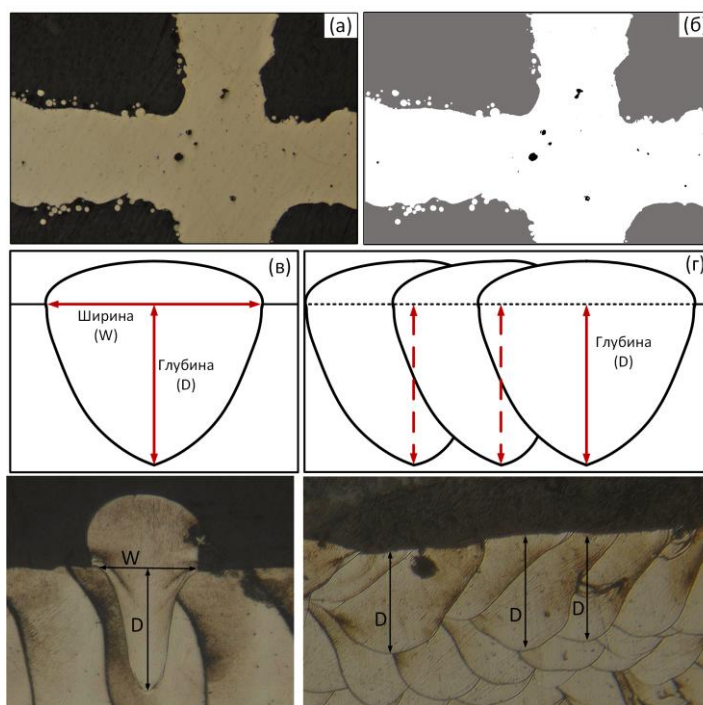 (а)
(б)
(в)
(г)
Ширина
(W)
Глубина
(D)
Глубина
(D)
W
D
D
D
D